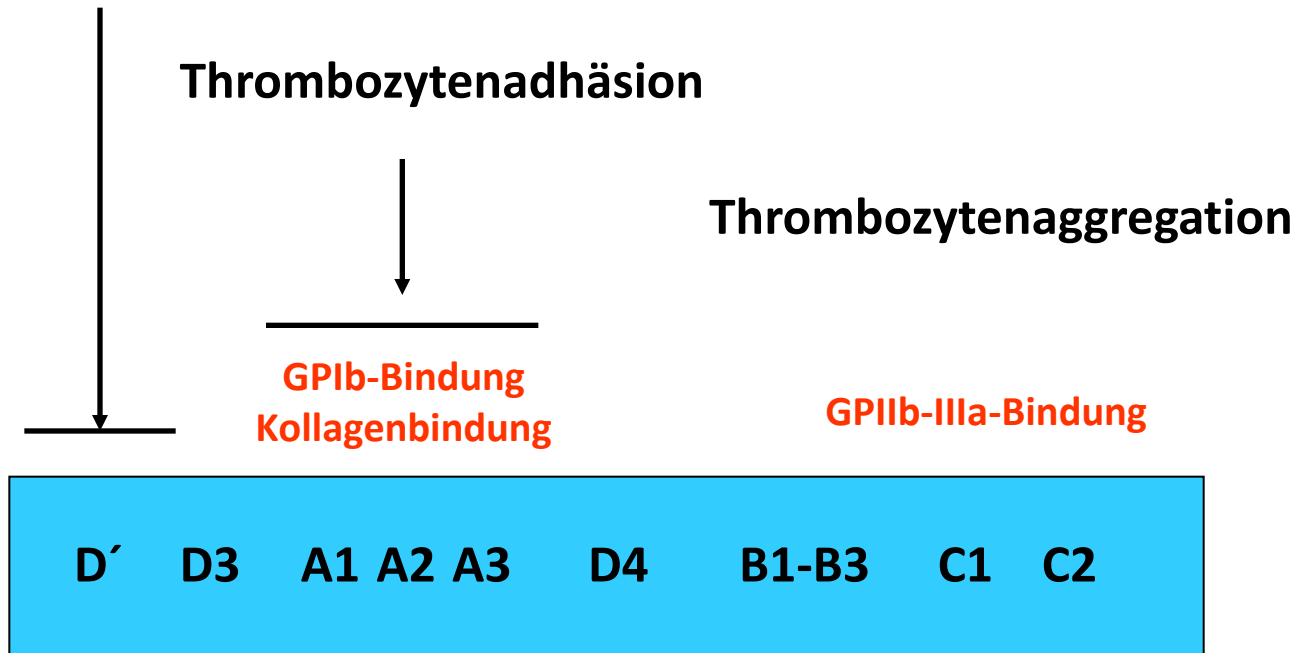 Thrombozytenadhäsion
Thrombozytenaggregation
GPIb-Bindung
Kollagenbindung
GPIIb-IIIa-Bindung
D´ D3 A1 A2 A3 D4 B1-B3 C1 C2